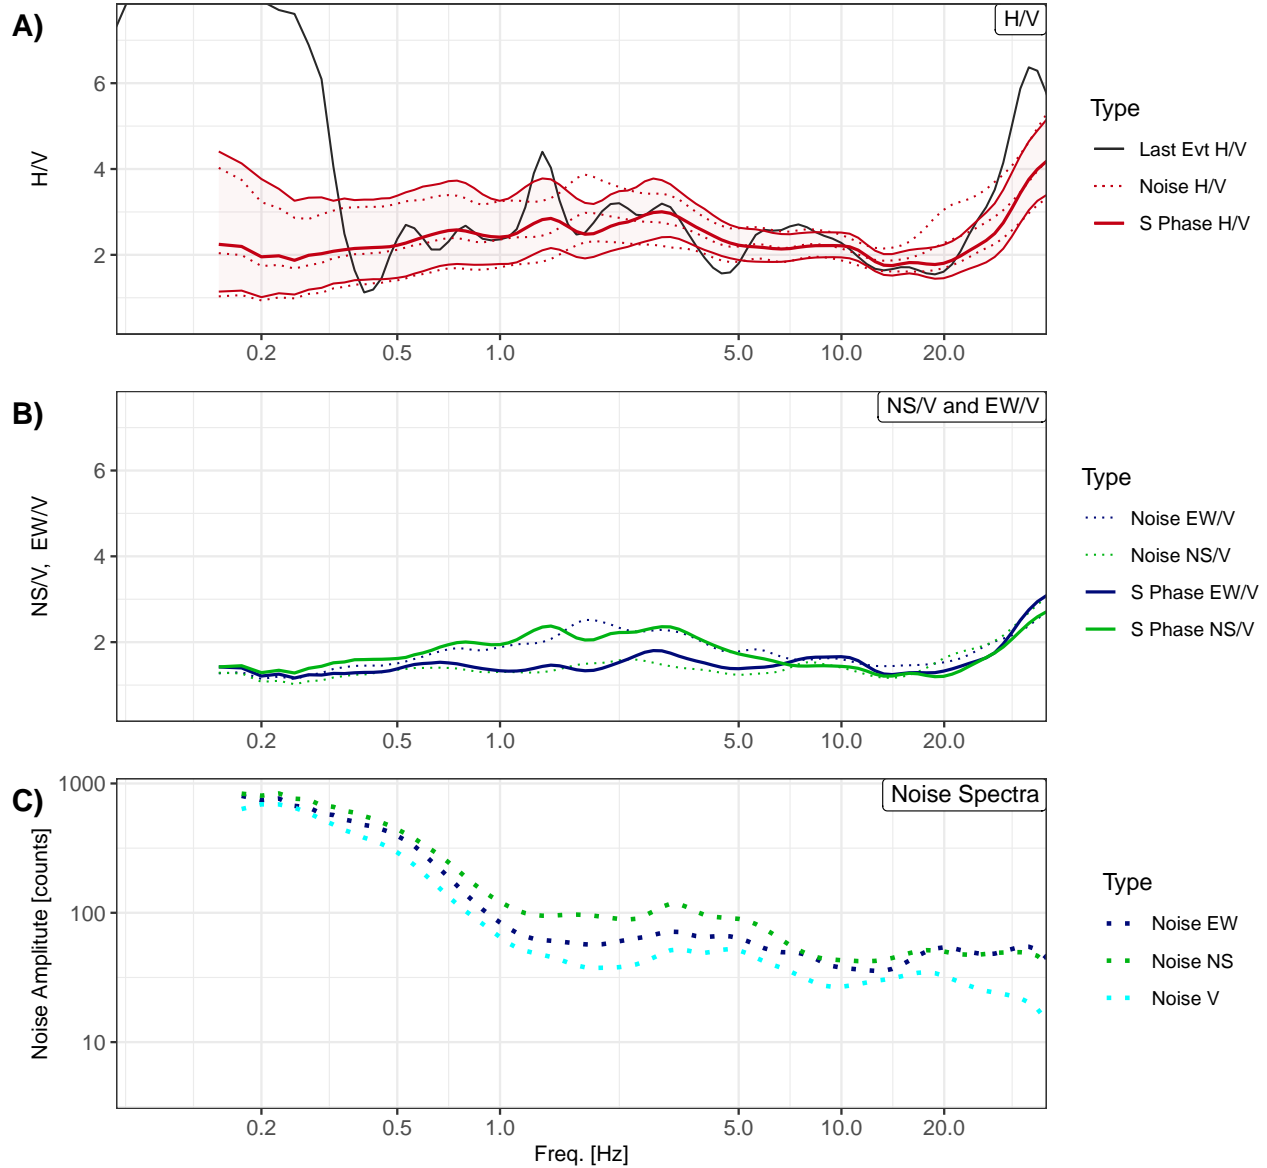 A)
H/V
6
4
2
H/V
0.2 0.5 1.0 5.0 10.0 20.0
Type
Last Evt H/V
Noise H/V
S Phase H/V
B)
NS/V and EW/V
6
4
2
NS/V, EW/V
0.2 0.5 1.0 5.0 10.0 20.0
Type
Noise EW/V
Noise NS/V
S Phase EW/V
S Phase NS/V
C)
Noise Spectra
1000
100
10
Noise Amplitute [counts]
0.2 0.5 1.0 5.0 10.0 20.0
Freq. [Hz]
Type
Noise EW
Noise NS
Noise V